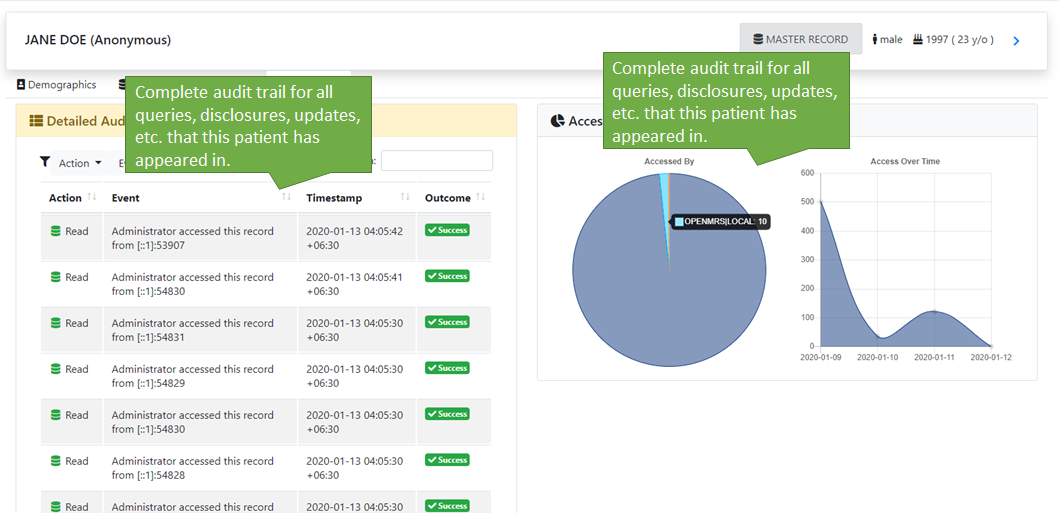 JANE DOE (Anonymous)
MASTER RECORD
male
1997 ( 23 y/o )
Demographics
Complete audit trail for all
queries, disclosures, updates,
etc. that this patient has
appeared in.
Complete audit trail for all
queries, disclosures, updates,
etc. that this patient has
appeared in.
Detailed Aud
Action
Action Event Timestamp Outcome
Read Administrator accessed this record 2020-01-13 04:05:42 Success
from [::1]:53907 +06:30
Read Administrator accessed this record 2020-01-13 04:05:41 Success
from [::1]:54830 +06:30
Read Administrator accessed this record 2020-01-13 04:05:30 Success
from [::1]:54831 +06:30
Read Administrator accessed this record 2020-01-13 04:05:30 Success
from [::1]:54829 +06:30
Read Administrator accessed this record 2020-01-13 04:05:30 Success
from [::1]:54830 +06:30
Read Administrator accessed this record 2020-01-13 04:05:30 Success
from [::1]:54828 +06:30
Read Administrator accessed this record 2020-01-13 04:05:30 Success
Acces
Accessed By
OPENMRS|LOCAL: 10
Access Over Time
600
500
400
300
200
100
0
2020-01-09 2020-01-10 2020-01-11 2020-01-12